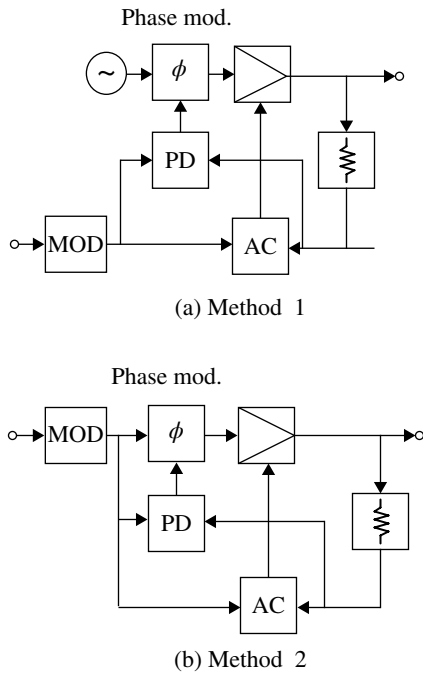 Phase mod.
~
ϕ
PD
MOD
AC
(a) Method 1
Phase mod.
MOD
ϕ
PD
AC
(b) Method 2